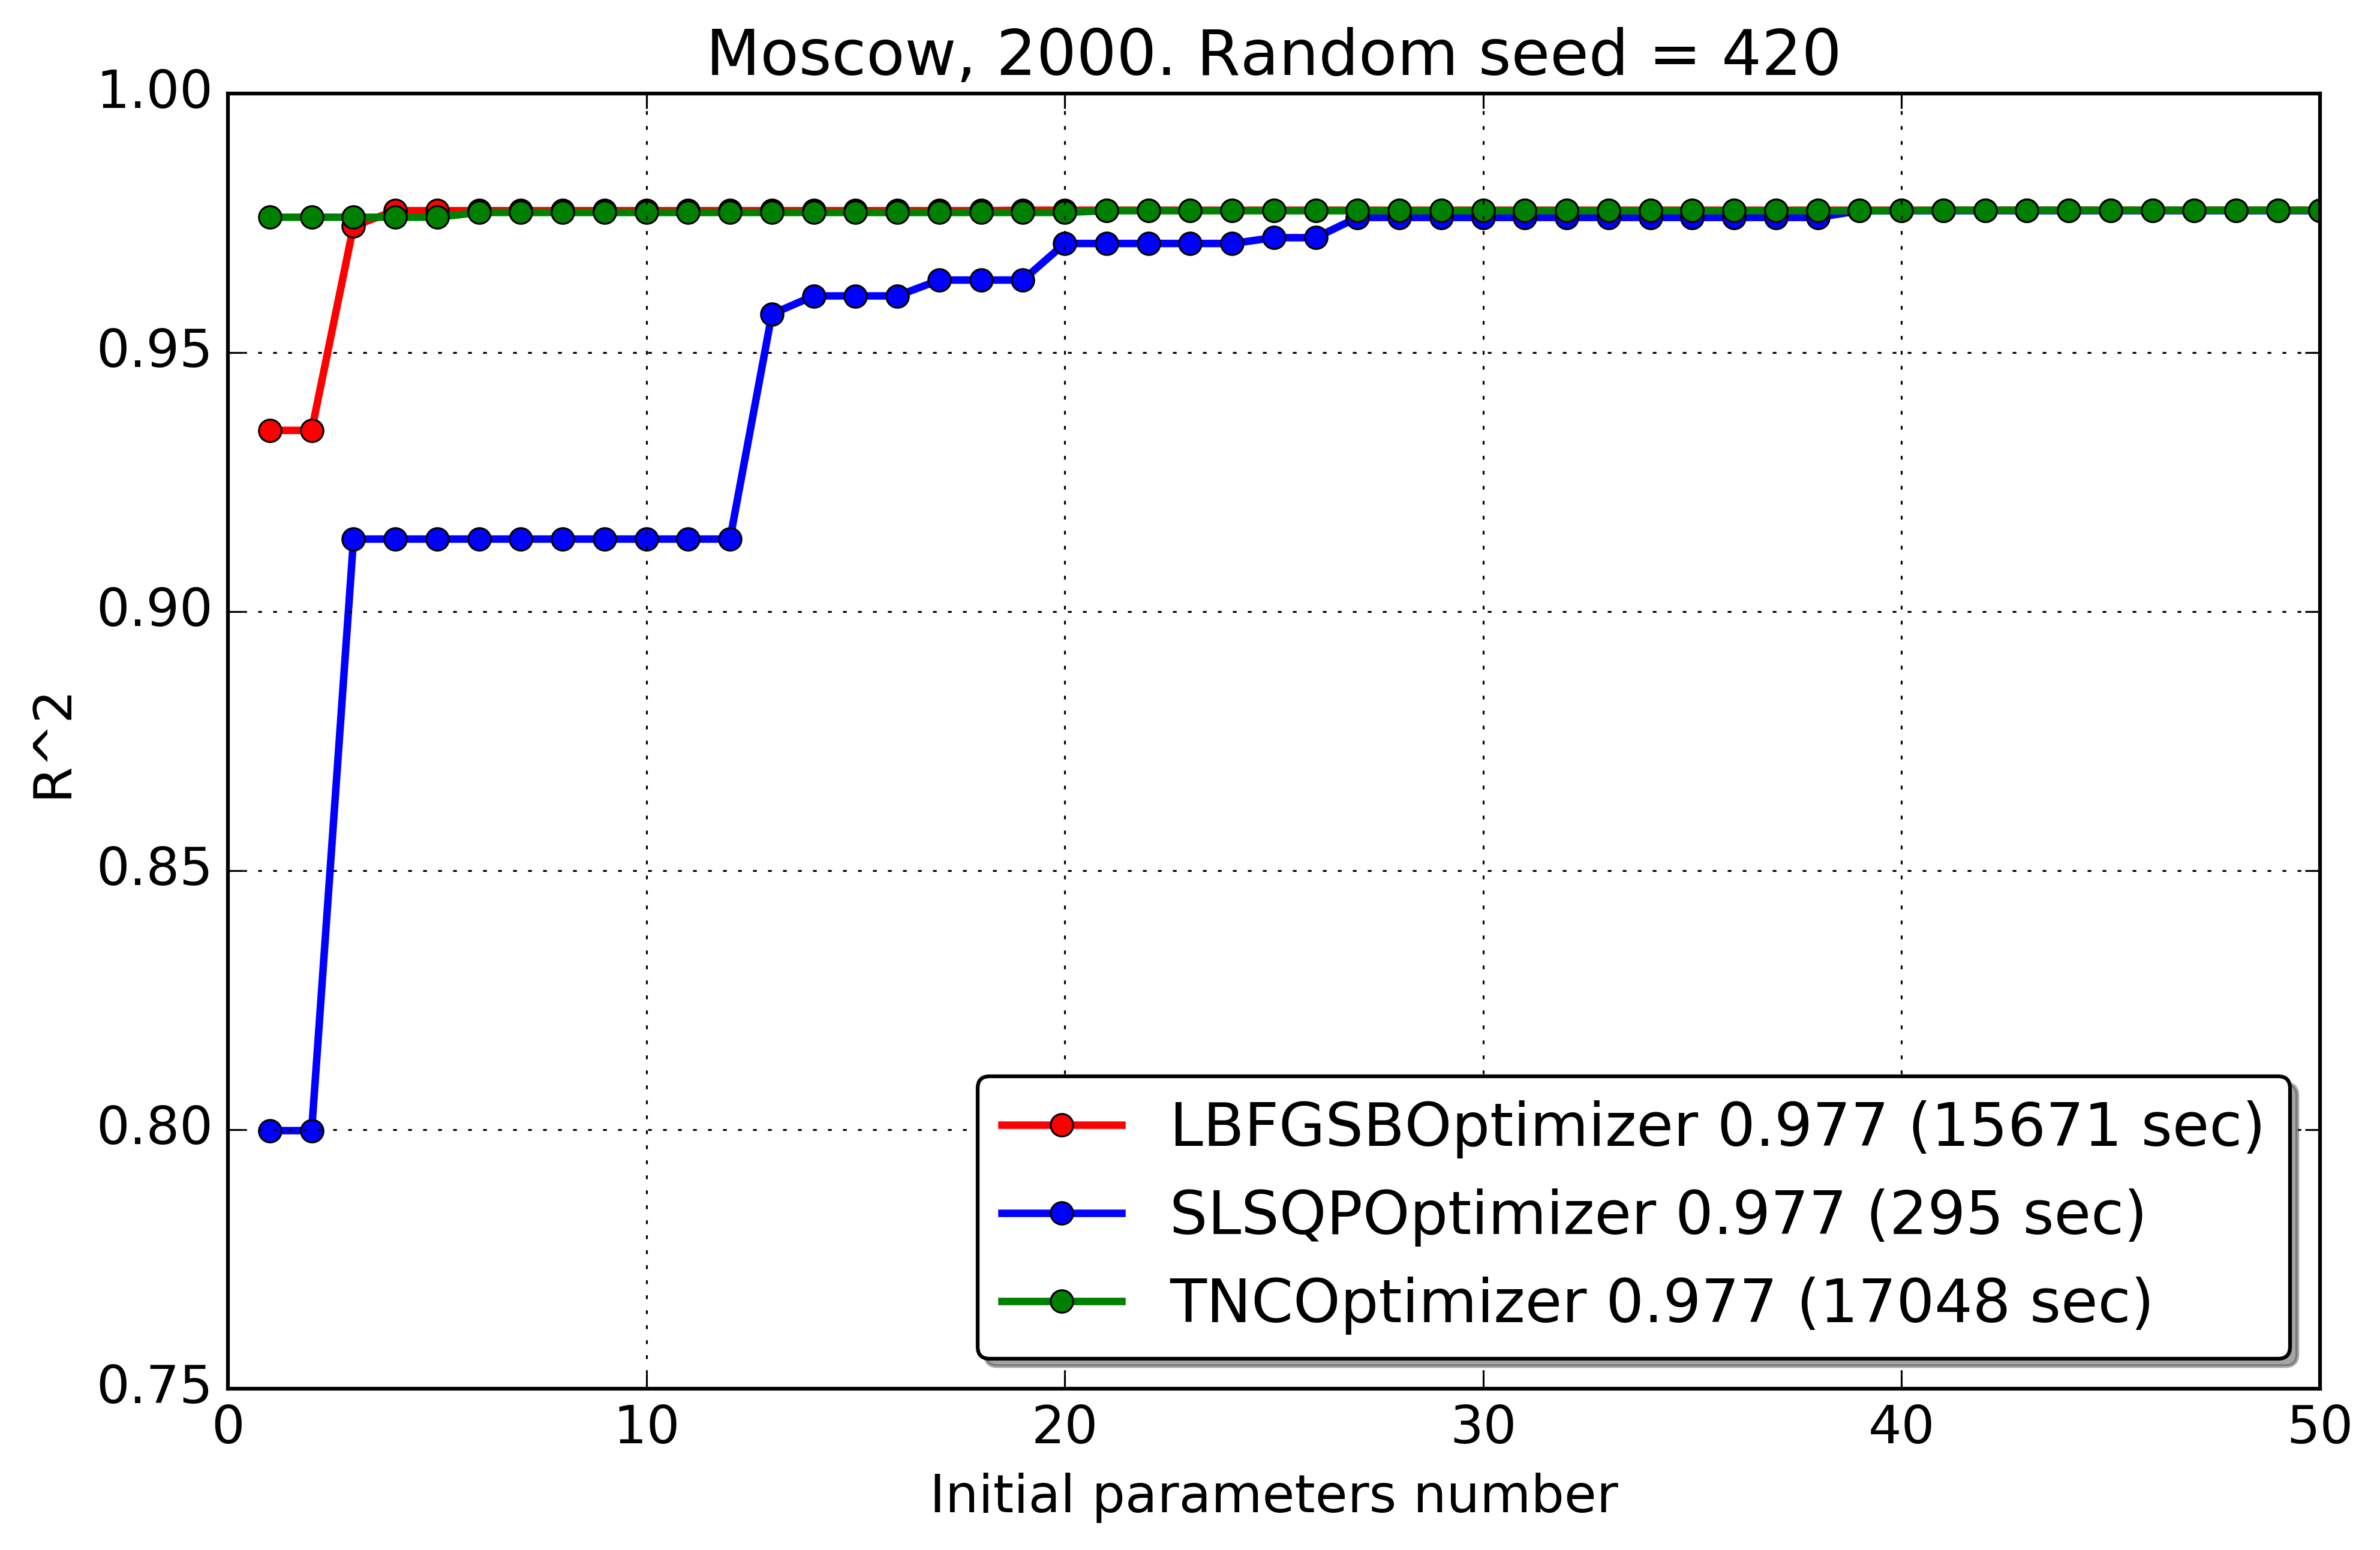 Moscow, 2000. Random seed = 420
1.00
0.95
0.90
0.85
0.80
0.75
R^2
LBFGSBOptimizer 0.977 (15671 sec)
SLSQPOptimizer 0.977 (295 sec)
TNCOptimizer 0.977 (17048 sec)
0 10 20 30 40 50
Initial parameters number